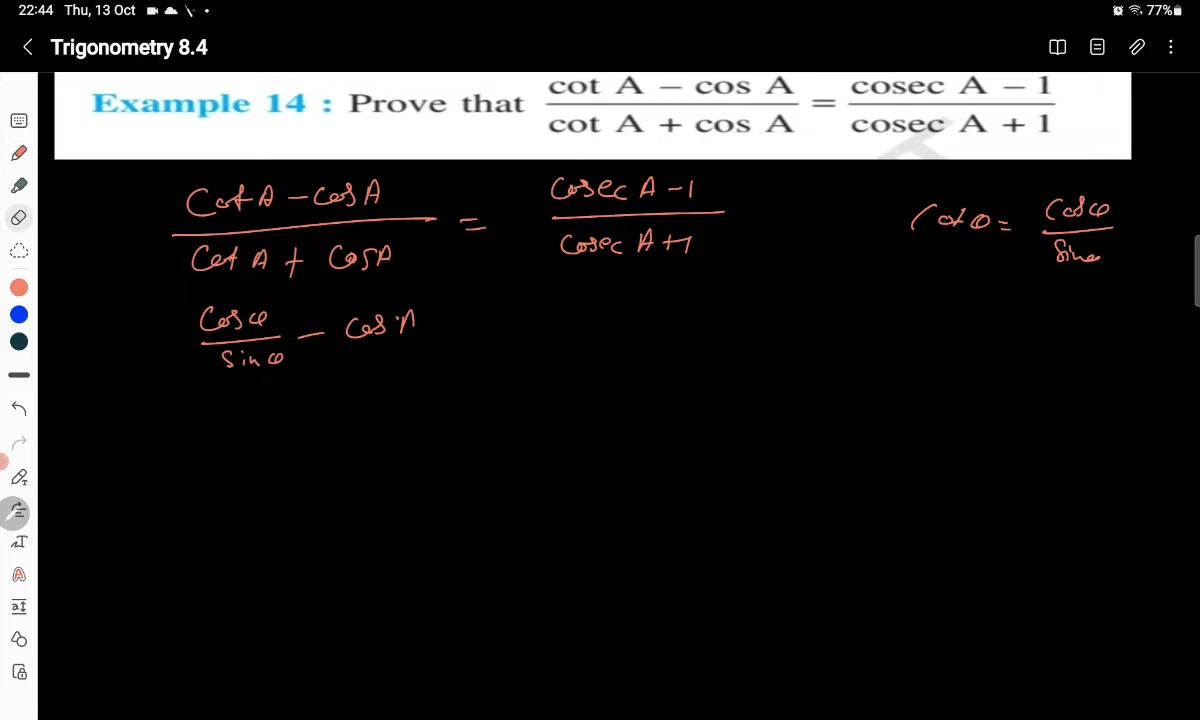 22:44 Thu, 13 Oct
77%
Trigonometry 8.4
Example 14 : Prove that (cot A – cos A)/(cot A + cos A) = (cosec A – 1)/(cosec A + 1)
(Cot A - Cos A)/(Cot A + Cos A) = (Cosec A - 1)/(Cosec A + 1)
Cot θ = Cos θ/Sin θ
Cos θ/Sin θ - Cos A